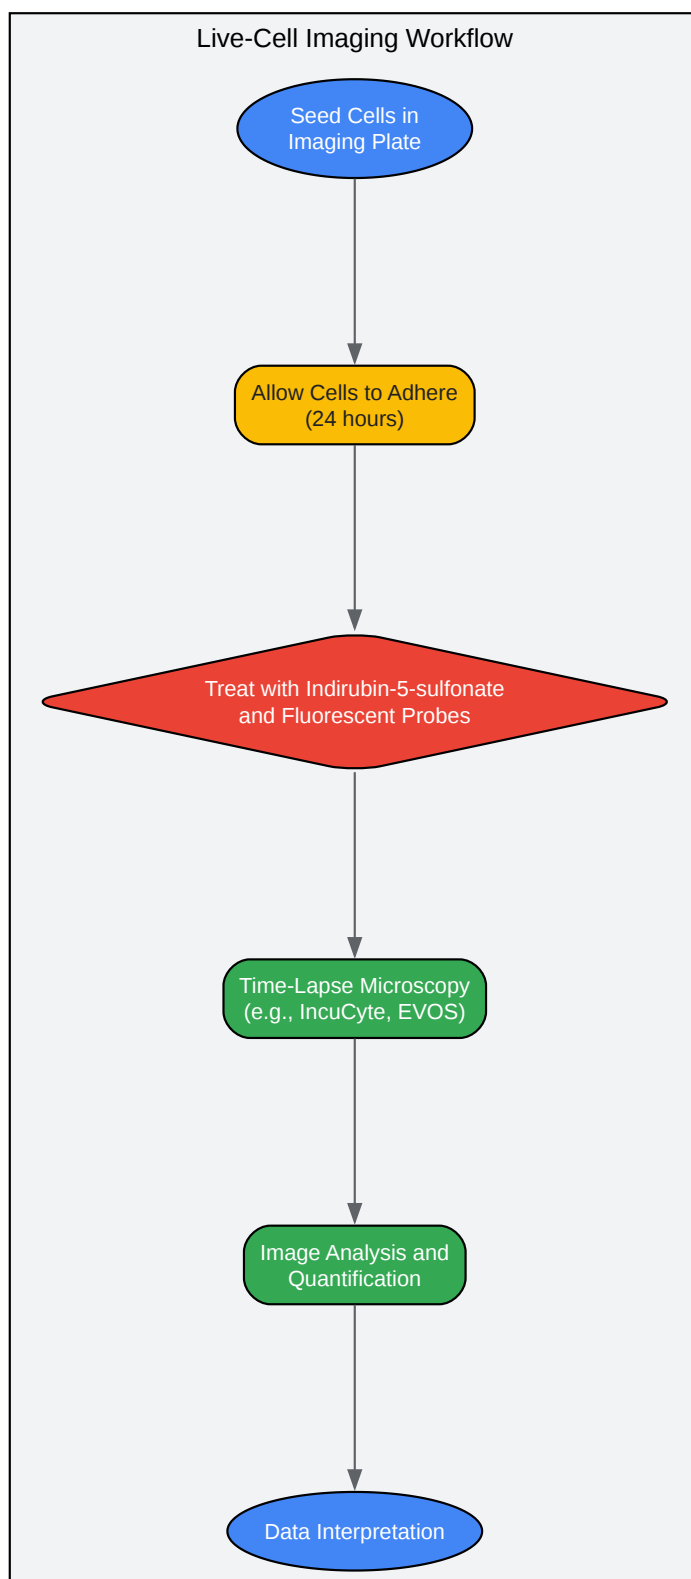 Live-Cell Imaging Workflow
Seed Cells in
Imaging Plate
Allow Cells to Adhere
(24 hours)
Treat with Indirubin-5-sulfonate
and Fluorescent Probes
Time-Lapse Microscopy
(e.g., IncuCyte, EVOS)
Image Analysis and
Quantification
Data Interpretation